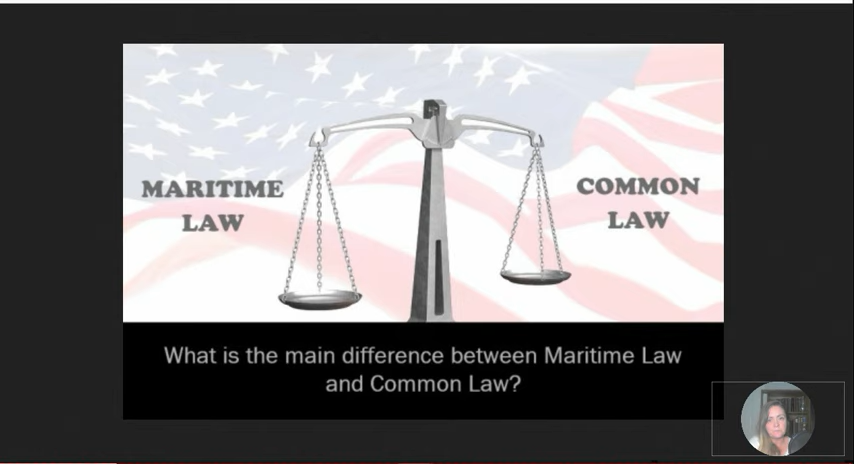 MARITIME
LAW
COMMON
LAW
What is the main difference between Maritime Law
and Common Law?